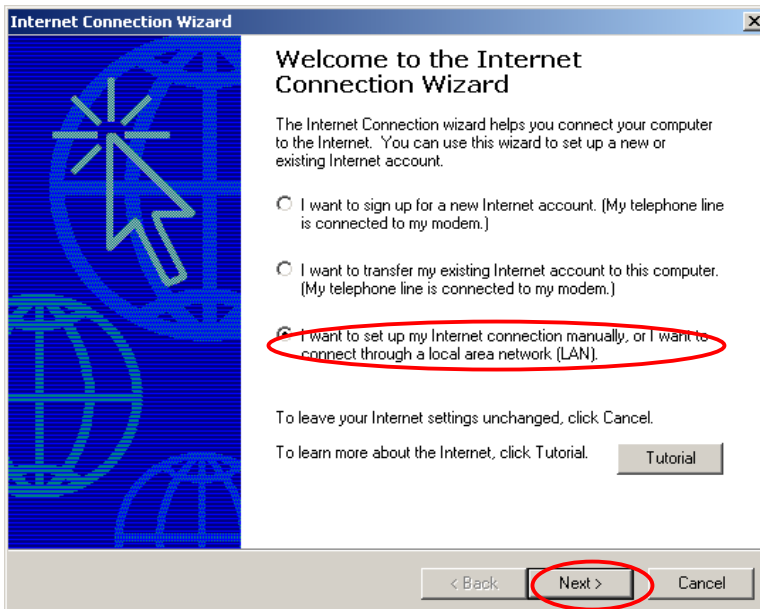 Internet Connection Wizard
Welcome to the Internet
Connection Wizard
The Internet Connection wizard helps you connect your computer
to the Internet. You can use this wizard to set up a new or
existing Internet account.
I want to sign up for a new Internet account. (My telephone line
is connected to my modem.)
I want to transfer my existing Internet account to this computer.
(My telephone line is connected to my modem.)
I want to set up my Internet connection manually, or I want to
connect through a local area network (LAN).
To leave your Internet settings unchanged, click Cancel.
To learn more about the Internet, click Tutorial.
Tutorial
< Back
Next >
Cancel